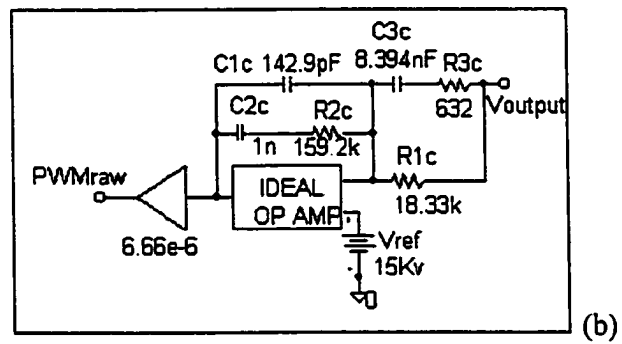 C3c
C1c 142.9pF 8.394nF R3c
C2c R2c 632 Voutput
1n 159.2k R1c
PWMraw IDEAL
OP AMP 18.33k
6.66e-6 Vref
15Kv
0
(b)